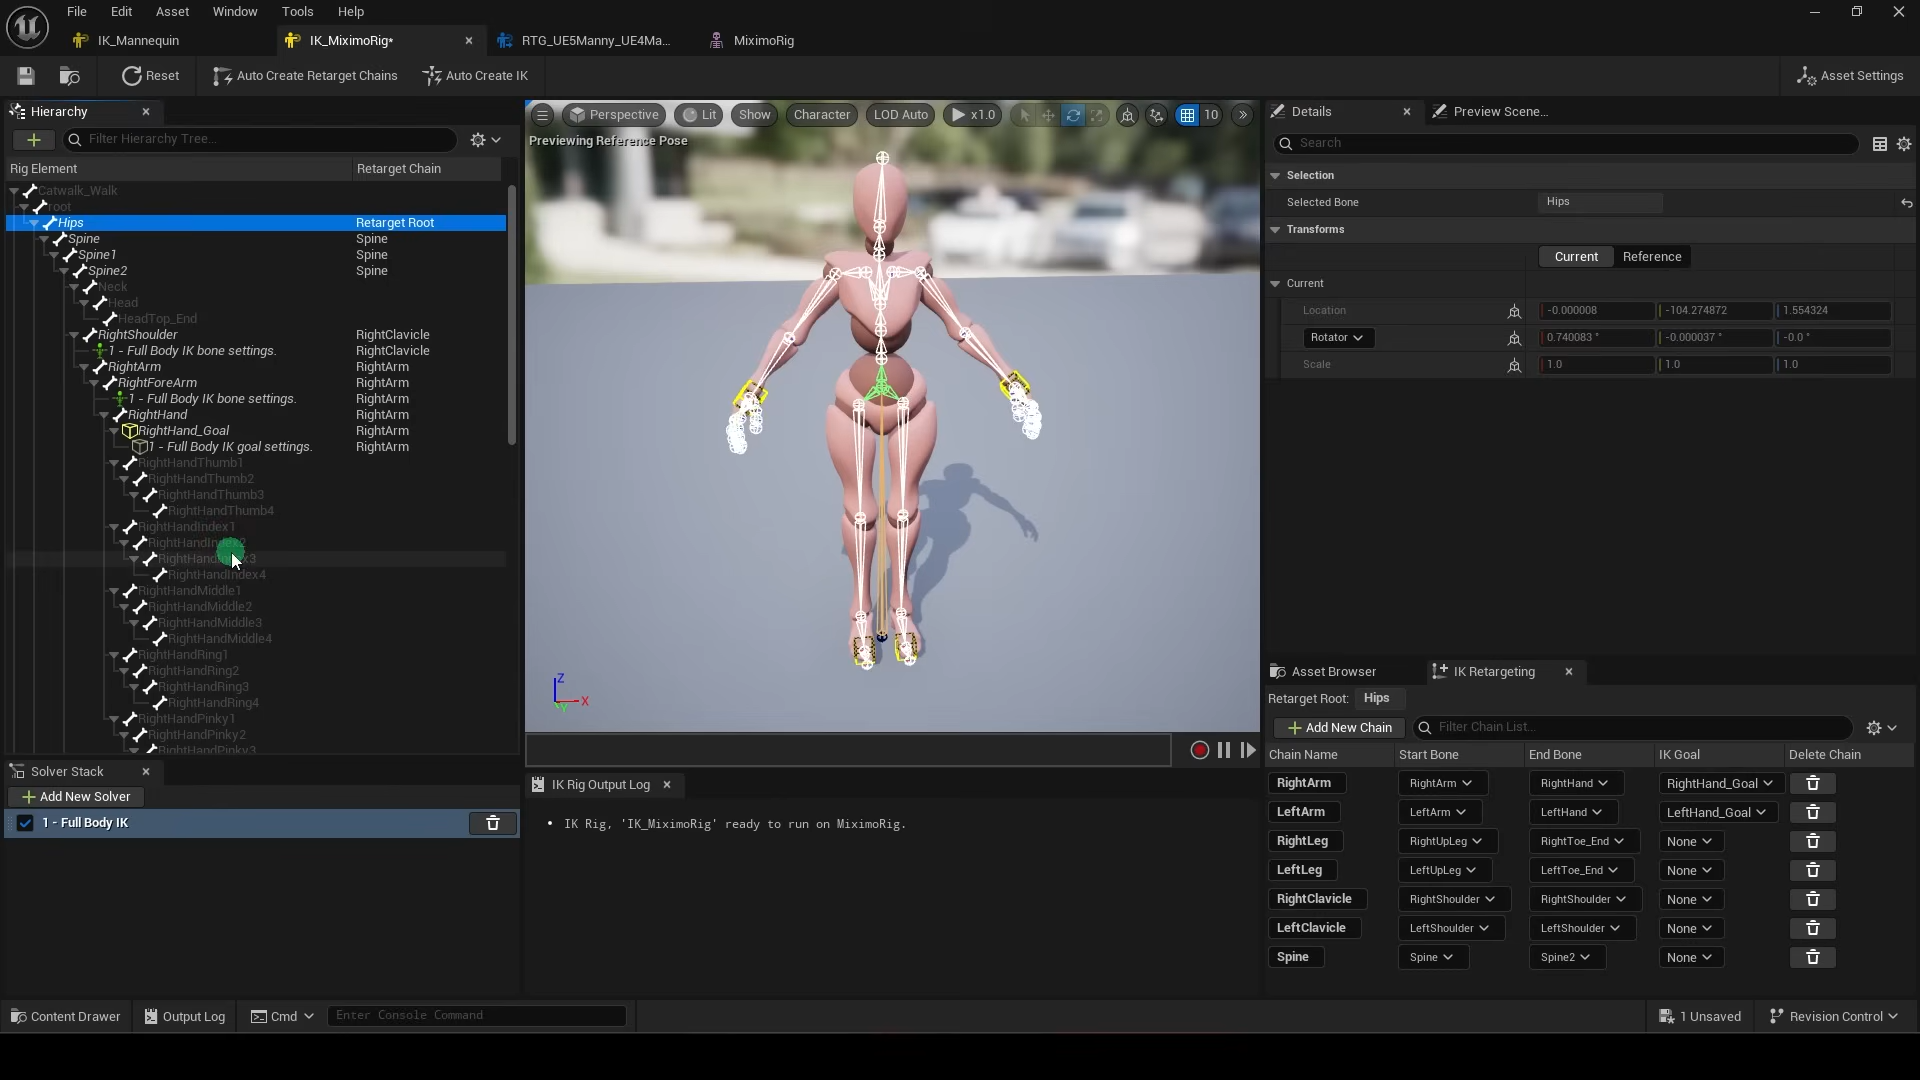 File Edit Asset Window Tools Help
IK_Mannequin IK_MiximoRig* RTG_UE5Manny_UE4Ma... MiximoRig
Reset Auto Create Retarget Chains Auto Create IK Asset Settings
Hierarchy
Filter Hierarchy Tree...
Rig Element Retarget Chain
Catwalk_Walk
root
Hips Retarget Root
Spine Spine
Spine1 Spine
Spine2 Spine
Neck
Head
HeadTop_End
RightShoulder RightClavicle
1 - Full Body IK bone settings. RightClavicle
RightArm RightArm
RightForeArm RightArm
1 - Full Body IK bone settings. RightArm
RightHand RightArm
RightHand_Goal RightArm
1 - Full Body IK goal settings. RightArm
RightHandThumb1
RightHandThumb2
RightHandThumb3
RightHandThumb4
RightHandIndex1
RightHandIndex2
RightHandIndex3
RightHandIndex4
RightHandMiddle1
RightHandMiddle2
RightHandMiddle3
RightHandMiddle4
RightHandRing1
RightHandRing2
RightHandRing3
RightHandRing4
RightHandPinky1
RightHandPinky2
RightHandPinky3
Solver Stack
Add New Solver
1 - Full Body IK
Perspective Lit Show Character LOD Auto x1.0 10
Previewing Reference Pose
Z
X
Y
IK Rig Output Log
• IK Rig, 'IK_MiximoRig' ready to run on MiximoRig.
Details Preview Scene...
Search
Selection
Selected Bone Hips
Transforms
Current Reference
Current
Location -0.000008 -104.274872 1.554324
Rotator 0.740083 ° -0.000037 ° -0.0 °
Scale 1.0 1.0 1.0
Asset Browser IK Retargeting
Retarget Root: Hips
Add New Chain Filter Chain List...
Chain Name Start Bone End Bone IK Goal Delete Chain
RightArm RightArm RightHand RightHand_Goal
LeftArm LeftArm LeftHand LeftHand_Goal
RightLeg RightUpLeg RightToe_End None
LeftLeg LeftUpLeg LeftToe_End None
RightClavicle RightShoulder RightShoulder None
LeftClavicle LeftShoulder LeftShoulder None
Spine Spine Spine2 None
Content Drawer Output Log Cmd Enter Console Command 1 Unsaved Revision Control